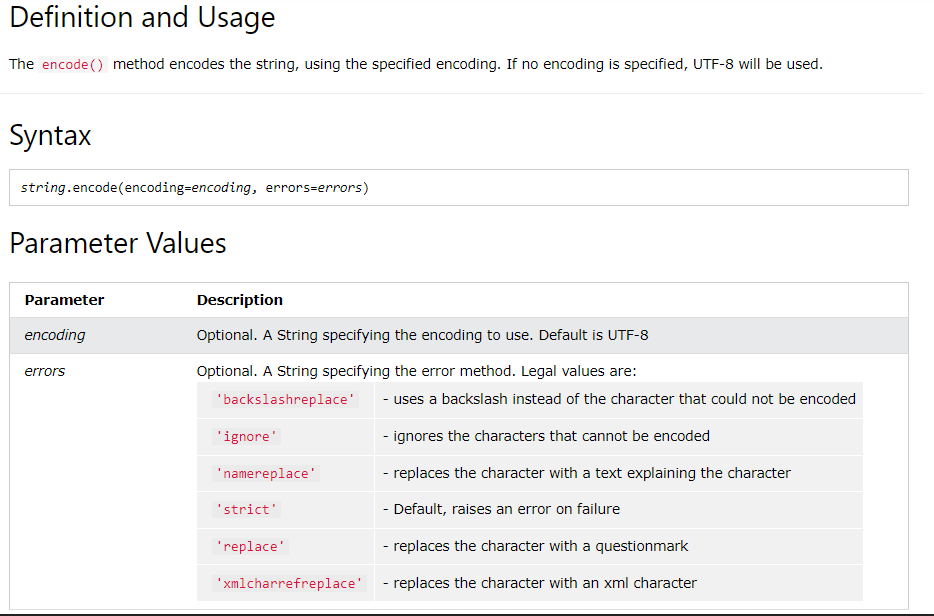 Definition and Usage
The encode() method encodes the string, using the specified encoding. If no encoding is specified, UTF-8 will be used.
Syntax
string.encode(encoding=encoding, errors=errors)
Parameter Values
Parameter Description
encoding Optional. A String specifying the encoding to use. Default is UTF-8
errors Optional. A String specifying the error method. Legal values are:
'backslashreplace' - uses a backslash instead of the character that could not be encoded
'ignore' - ignores the characters that cannot be encoded
'namereplace' - replaces the character with a text explaining the character
'strict' - Default, raises an error on failure
'replace' - replaces the character with a questionmark
'xmlcharrefreplace' - replaces the character with an xml character